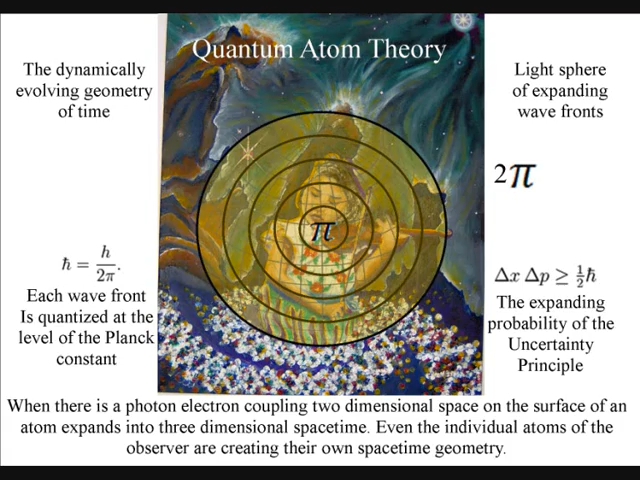 Quantum Atom Theory
The dynamically
evolving geometry
of time
Light sphere
of expanding
wave fronts
2π
π
ħ = h/2π.
Each wave front
Is quantized at the
level of the Planck
constant
Δx Δp ≥ ½ħ
The expanding
probability of the
Uncertainty
Principle
When there is a photon electron coupling two dimensional space on the surface of an
atom expands into three dimensional spacetime. Even the individual atoms of the
observer are creating their own spacetime geometry.